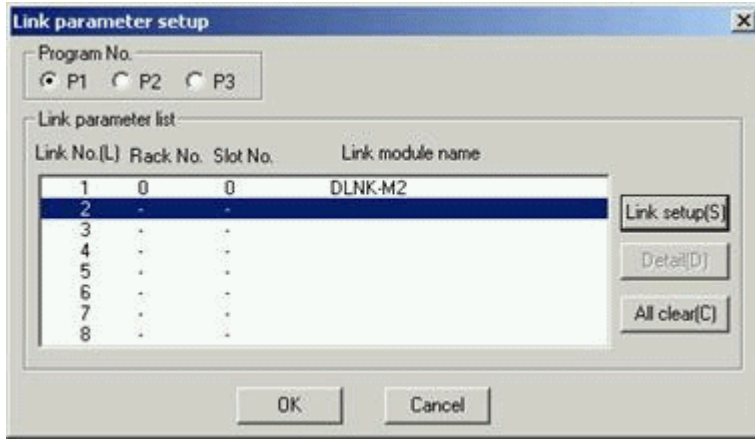 Link parameter setup
Program No.
P1 P2 P3
Link parameter list
Link No.(L) Rack No. Slot No. Link module name
1 0 0 DLNK-M2
2 - -
3 - -
4 - -
5 - -
6 - -
7 - -
8 - -
Link setup(S)
Detail(D)
All clear(C)
OK Cancel